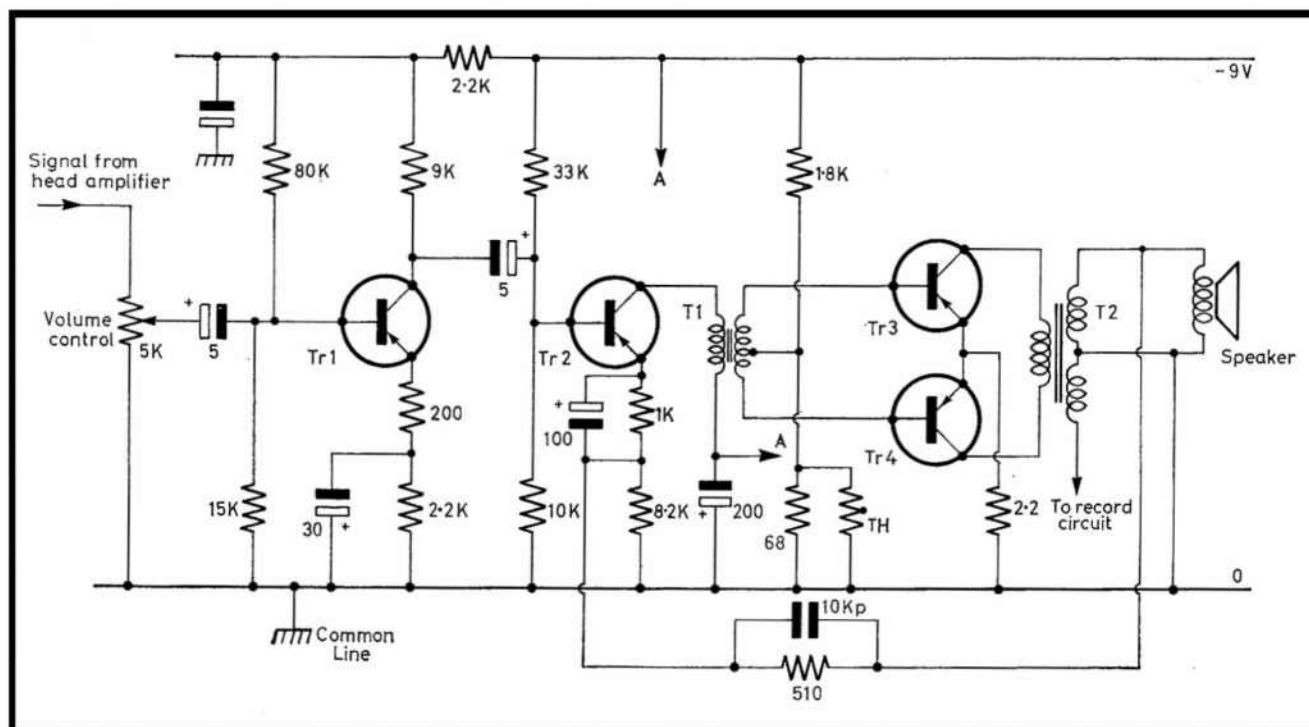 2·2K
-9V
Signal from
head amplifier
80K
9K
33K
A
1·8K
+
5
Tr3
T1
T2
+
5
Volume
control
5K
Tr1
Tr2
Speaker
200
+
100
1K
A
Tr4
15K
30
+
2·2K
10K
8·2K
+
200
68
TH
2·2
To record
circuit
0
Common
Line
10Kp
510